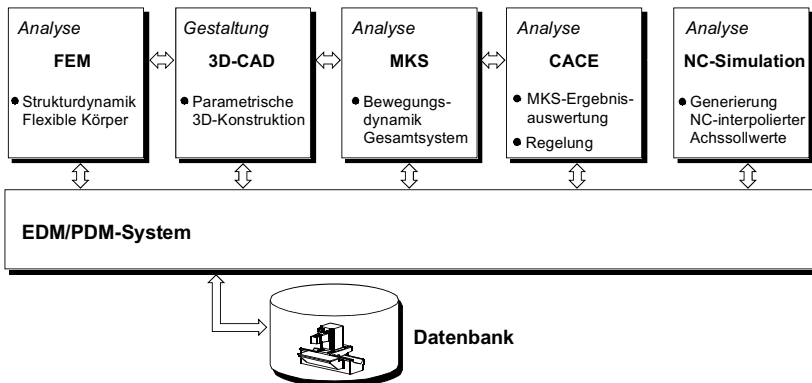 Analyse
FEM
● Strukturdynamik
Flexible Körper
Gestaltung
3D-CAD
● Parametrische
3D-Konstruktion
Analyse
MKS
● Bewegungs-
dynamik
Gesamtsystem
Analyse
CACE
● MKS-Ergebnis-
auswertung
● Regelung
Analyse
NC-Simulation
● Generierung
NC-interpolierter
Achssollwerte
EDM/PDM-System
Datenbank